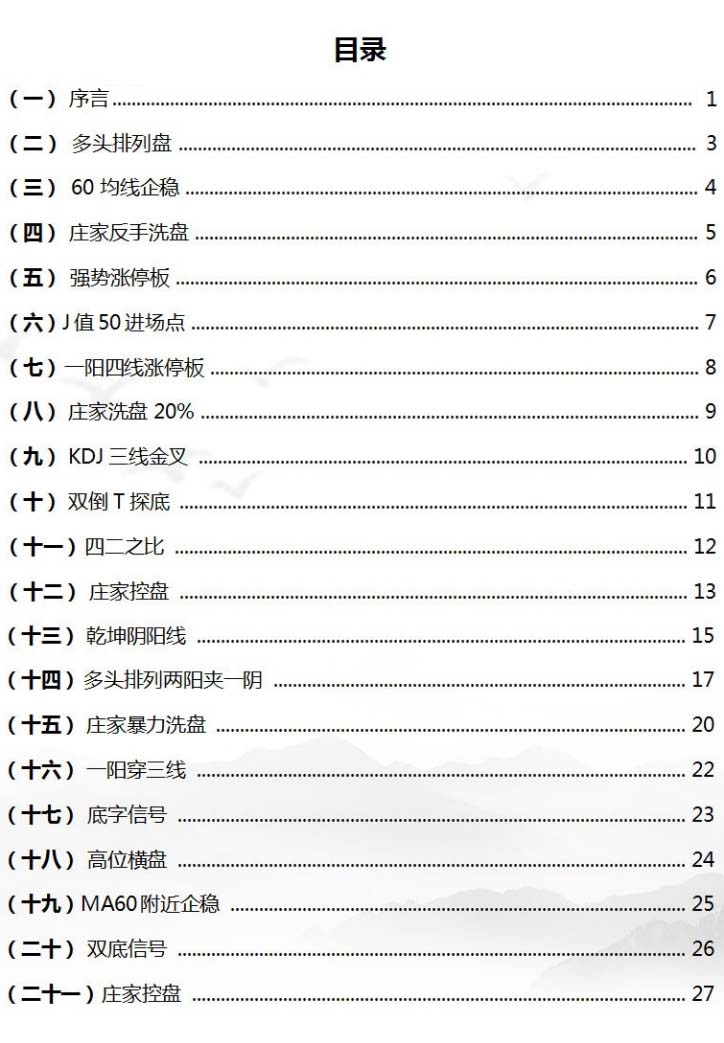 目录
（一）序言 1
（二）多头排列盘 3
（三）60 均线企稳 4
（四）庄家反手洗盘 5
（五）强势涨停板 6
（六）J 值 50 进场点 7
（七）一阳四线涨停板 8
（八）庄家洗盘 20% 9
（九）KDJ 三线金叉 10
（十）双倒 T 探底 11
（十一）四二之比 12
（十二）庄家控盘 13
（十三）乾坤阴阳线 15
（十四）多头排列两阳夹一阴 17
（十五）庄家暴力洗盘 20
（十六）一阳穿三线 22
（十七）底字信号 23
（十八）高位横盘 24
（十九）MA60 附近企稳 25
（二十）双底信号 26
（二十一）庄家控盘 27